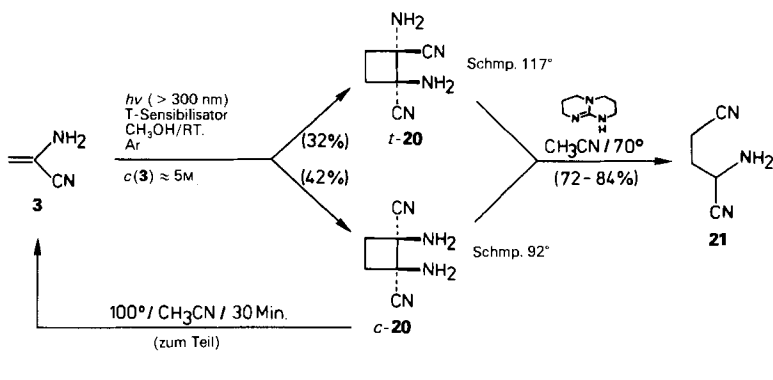 NH2
CN
NH2
CN
t-20
Schmp. 117°
NH2
CN
3
hν ( > 300 nm)
T-Sensibilisator
CH3OH/RT.
Ar
c(3) ≈ 5M
(32%)
(42%)
CN
NH2
NH2
CN
c-20
Schmp. 92°
N
N
N
H
CH3CN / 70°
(72-84%)
CN
NH2
CN
21
100°/ CH3CN / 30 Min.
(zum Teil)